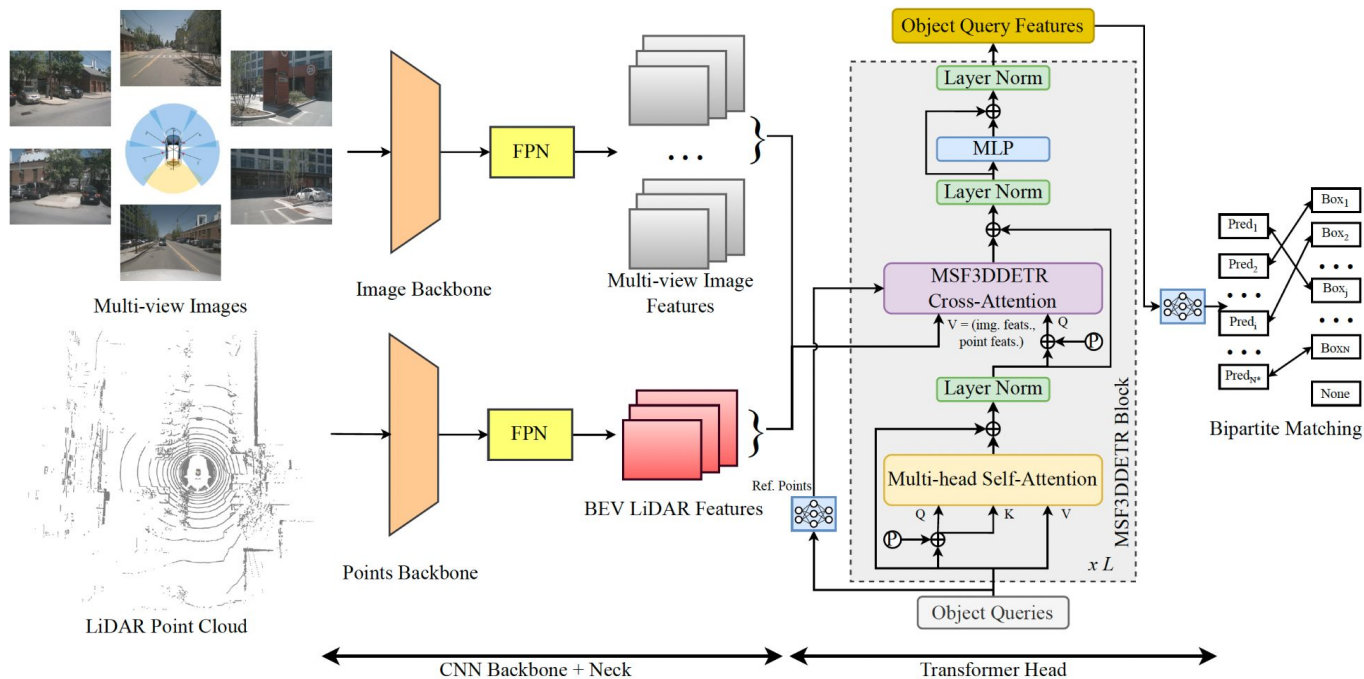 Multi-view Images
LiDAR Point Cloud
Image Backbone
Points Backbone
FPN
FPN
Multi-view Image
Features
BEV LiDAR Features
CNN Backbone + Neck
Object Query Features
Layer Norm
MLP
Layer Norm
MSF3DDETR
Cross-Attention
V = (img. feats.,
point feats.)
Q
P
Layer Norm
Multi-head Self-Attention
Q
K
V
P
x L
MSF3DDETR Block
Ref. Points
Object Queries
Transformer Head
Pred1
Pred2
Predi
PredN*
Box1
Box2
Boxj
BoxN
None
Bipartite Matching